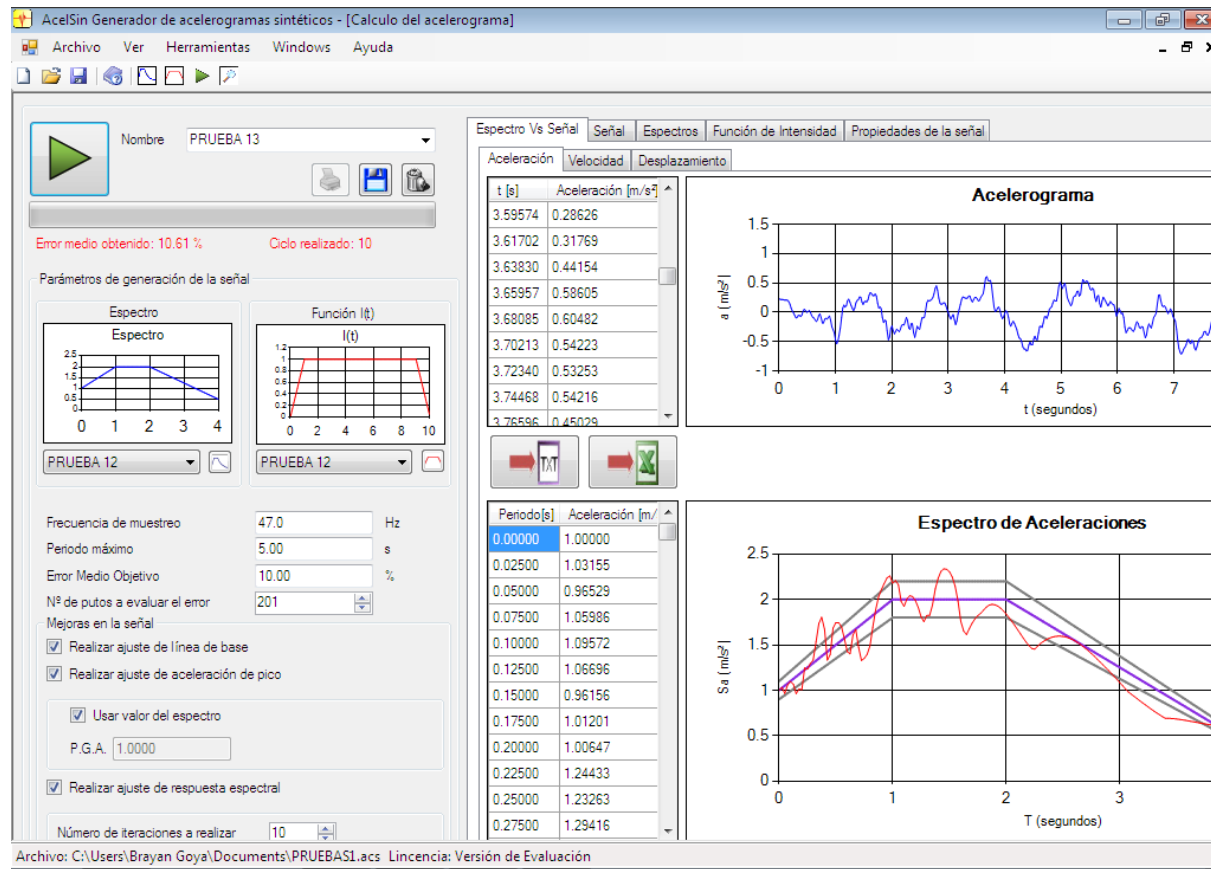 AcelSin Generador de acelerogramas sintéticos - [Calculo del acelerograma]
Archivo Ver Herramientas Windows Ayuda
Nombre PRUEBA 13
Error medio obtenido: 10.61 % Ciclo realizado: 10
Parámetros de generación de la señal
Espectro
Espectro
2.5
2
1.5
1
0.5
0
0 1 2 3 4
PRUEBA 12
Función I(t)
I(t)
1.2
1
0.8
0.6
0.4
0.2
0
0 2 4 6 8 10
PRUEBA 12
Frecuencia de muestreo 47.0 Hz
Periodo máximo 5.00 s
Error Medio Objetivo 10.00 %
Nº de putos a evaluar el error 201
Mejoras en la señal
Realizar ajuste de línea de base
Realizar ajuste de aceleración de pico
Usar valor del espectro
P.G.A. 1.0000
Realizar ajuste de respuesta espectral
Número de iteraciones a realizar 10
Espectro Vs Señal Señal Espectros Función de Intensidad Propiedades de la señal
Aceleración Velocidad Desplazamiento
t [s] Aceleración [m/s²]
3.59574 0.28626
3.61702 0.31769
3.63830 0.44154
3.65957 0.58605
3.68085 0.60482
3.70213 0.54223
3.72340 0.53253
3.74468 0.54216
3.76596 0.45029
TXT
Acelerograma
1.5
1
0.5
0
-0.5
-1
a ( m/s²)
0 1 2 3 4 5 6 7
t (segundos)
Periodo[s] Aceleración [m/
0.00000 1.00000
0.02500 1.03155
0.05000 0.96529
0.07500 1.05986
0.10000 1.09572
0.12500 1.06696
0.15000 0.96156
0.17500 1.01201
0.20000 1.00647
0.22500 1.24433
0.25000 1.23263
0.27500 1.29416
Espectro de Aceleraciones
2.5
2
1.5
1
0.5
0
Sa ( m/s²)
0 1 2 3
T (segundos)
Archivo: C:\Users\Brayan Goya\Documents\PRUEBAS1.acs Lincencia: Versión de Evaluación